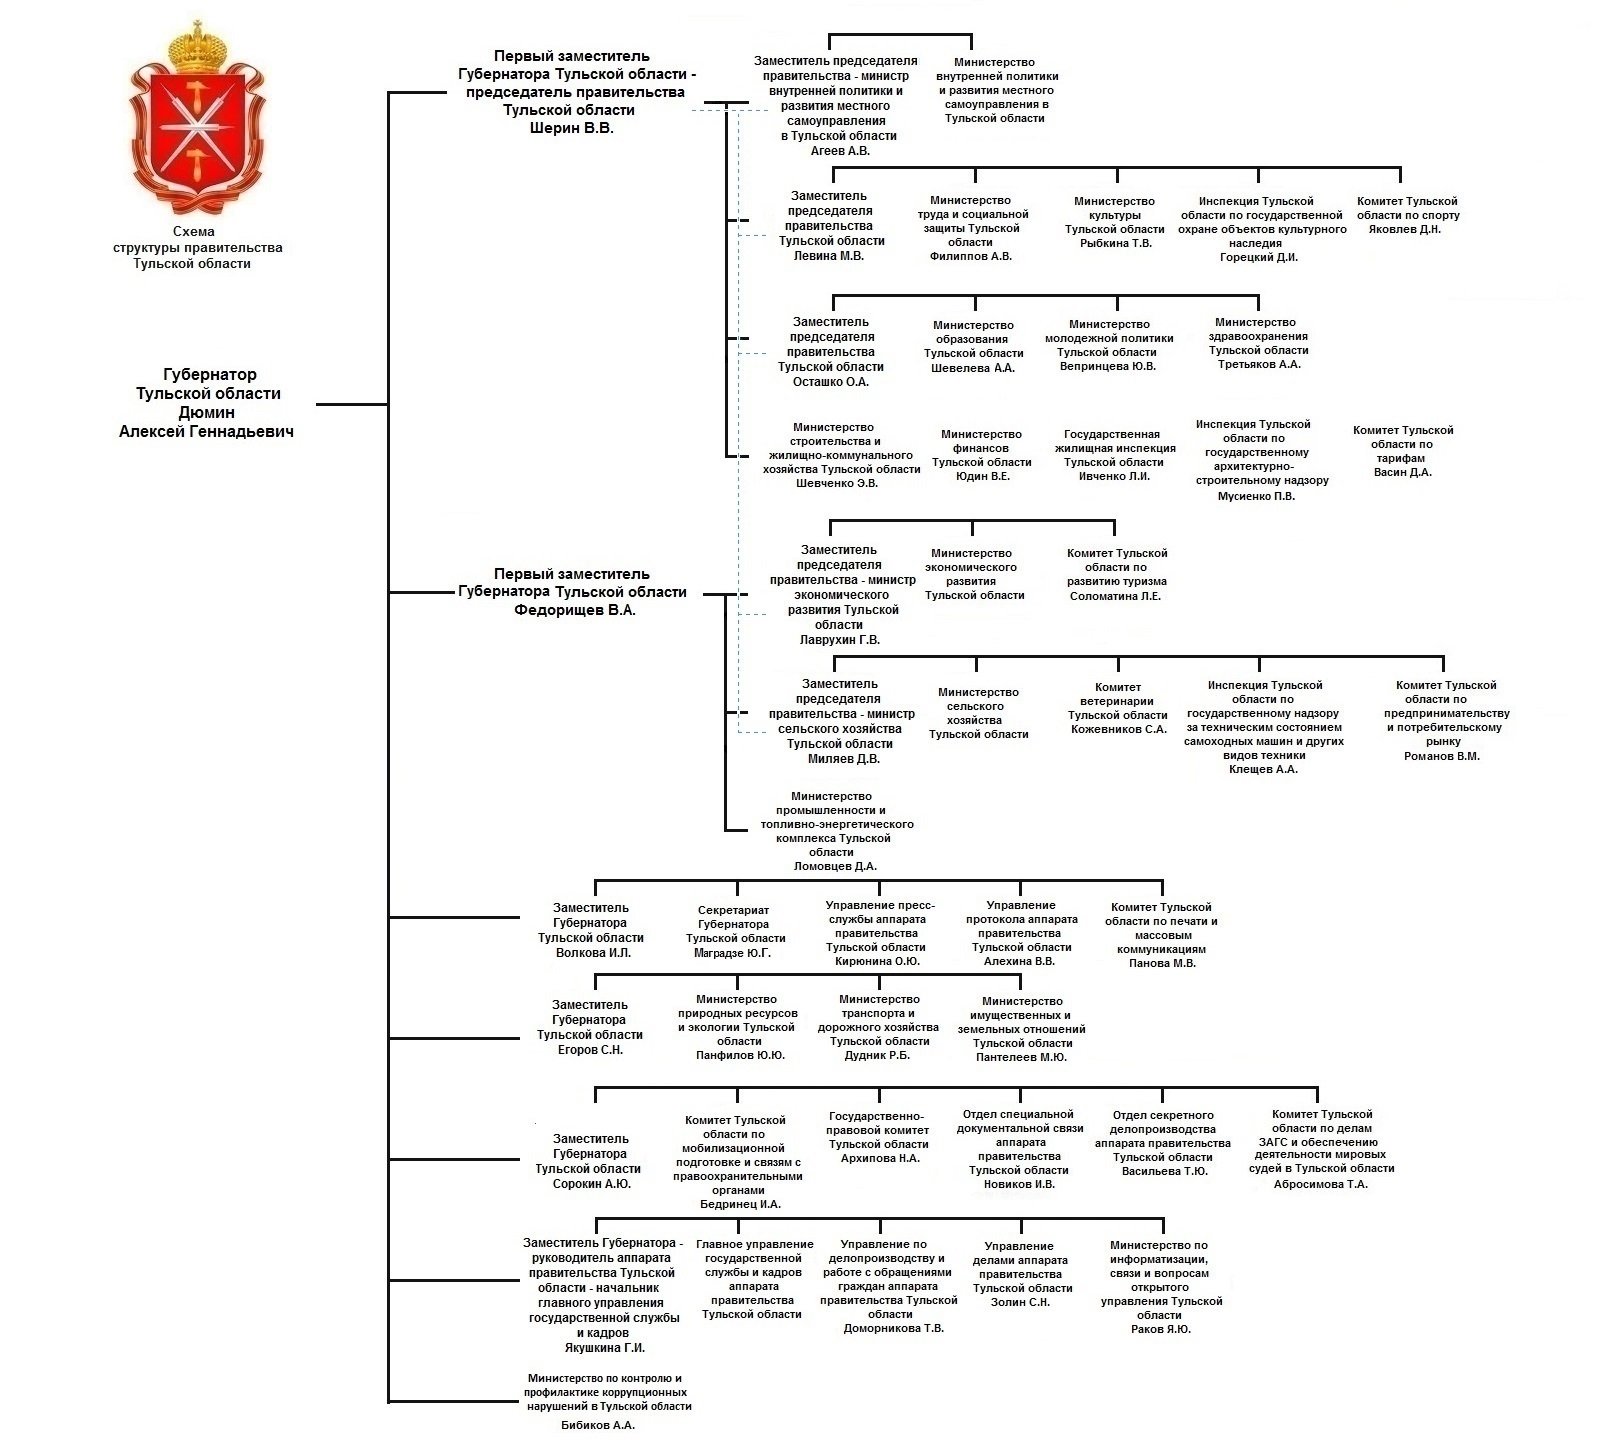 Схема
структуры правительства
Тульской области
Губернатор
Тульской области
Дюмин
Алексей Геннадьевич
Первый заместитель
Губернатора Тульской области -
председатель правительства
Тульской области
Шерин В.В.
Заместитель председателя
правительства - министр
внутренней политики и
развития местного
самоуправления
в Тульской области
Агеев А.В.
Министерство
внутренней политики
и развития местного
самоуправления в
Тульской области
Заместитель
председателя
правительства
Тульской области
Левина М.В.
Министерство
труда и социальной
защиты Тульской
области
Филиппов А.В.
Министерство
культуры
Тульской области
Рыбкина Т.В.
Инспекция Тульской
области по государственной
охране объектов культурного
наследия
Горецкий Д.И.
Комитет Тульской
области по спорту
Яковлев Д.Н.
Заместитель
председателя
правительства
Тульской области
Осташко О.А.
Министерство
образования
Тульской области
Шевелева А.А.
Министерство
молодежной политики
Тульской области
Вепринцева Ю.В.
Министерство
здравоохранения
Тульской области
Третьяков А.А.
Министерство
строительства и
жилищно-коммунального
хозяйства Тульской области
Шевченко Э.В.
Министерство
финансов
Тульской области
Юдин В.Е.
Государственная
жилищная инспекция
Тульской области
Ивченко Л.И.
Инспекция Тульской
области по
государственному
архитектурно-
строительному надзору
Мусиенко П.В.
Комитет Тульской
области по
тарифам
Васин Д.А.
Первый заместитель
Губернатора Тульской области
Федорищев В.А.
Заместитель
председателя
правительства - министр
экономического
развития Тульской
области
Лаврухин Г.В.
Министерство
экономического
развития
Тульской области
Комитет Тульской
области по
развитию туризма
Соломатина Л.Е.
Заместитель
председателя
правительства - министр
сельского хозяйства
Тульской области
Миляев Д.В.
Министерство
сельского
хозяйства
Тульской области
Комитет
ветеринарии
Тульской области
Кожевников С.А.
Инспекция Тульской
области по
государственному надзору
за техническим состоянием
самоходных машин и других
видов техники
Клещев А.А.
Комитет Тульской
области по
предпринимательству
и потребительскому
рынку
Романов В.М.
Министерство
промышленности и
топливно-энергетического
комплекса Тульской
области
Ломовцев Д.А.
Заместитель
Губернатора
Тульской области
Волкова И.Л.
Секретариат
Губернатора
Тульской области
Маградзе Ю.Г.
Управление пресс-
службы аппарата
правительства
Тульской области
Кирюнина О.Ю.
Управление
протокола аппарата
правительства
Тульской области
Алехина В.В.
Комитет Тульской
области по печати и
массовым
коммуникациям
Панова М.В.
Заместитель
Губернатора
Тульской области
Егоров С.Н.
Министерство
природных ресурсов
и экологии Тульской
области
Панфилов Ю.Ю.
Министерство
транспорта и
дорожного хозяйства
Тульской области
Дудник Р.Б.
Министерство
имущественных и
земельных отношений
Тульской области
Пантелеев М.Ю.
Заместитель
Губернатора
Тульской области
Сорокин А.Ю.
Комитет Тульской
области по
мобилизационной
подготовке и связям с
правоохранительными
органами
Бедринец И.А.
Государственно-
правовой комитет
Тульской области
Архипова Н.А.
Отдел специальной
документальной связи
аппарата
правительства
Тульской области
Новиков И.В.
Отдел секретного
делопроизводства
аппарата правительства
Тульской области
Васильева Т.Ю.
Комитет Тульской
области по делам
ЗАГС и обеспечению
деятельности мировых
судей в Тульской области
Абросимова Т.А.
Заместитель Губернатора -
руководитель аппарата
правительства Тульской
области - начальник
главного управления
государственной службы
и кадров
Якушкина Г.И.
Главное управление
государственной
службы и кадров
аппарата
правительства
Тульской области
Управление по
делопроизводству и
работе с обращениями
граждан аппарата
правительства Тульской
области
Доморникова Т.В.
Управление
делами аппарата
правительства
Тульской области
Золин С.Н.
Министерство по
информатизации,
связи и вопросам
открытого
управления Тульской
области
Раков Я.Ю.
Министерство по контролю и
профилактике коррупционных
нарушений в Тульской области
Бибиков А.А.